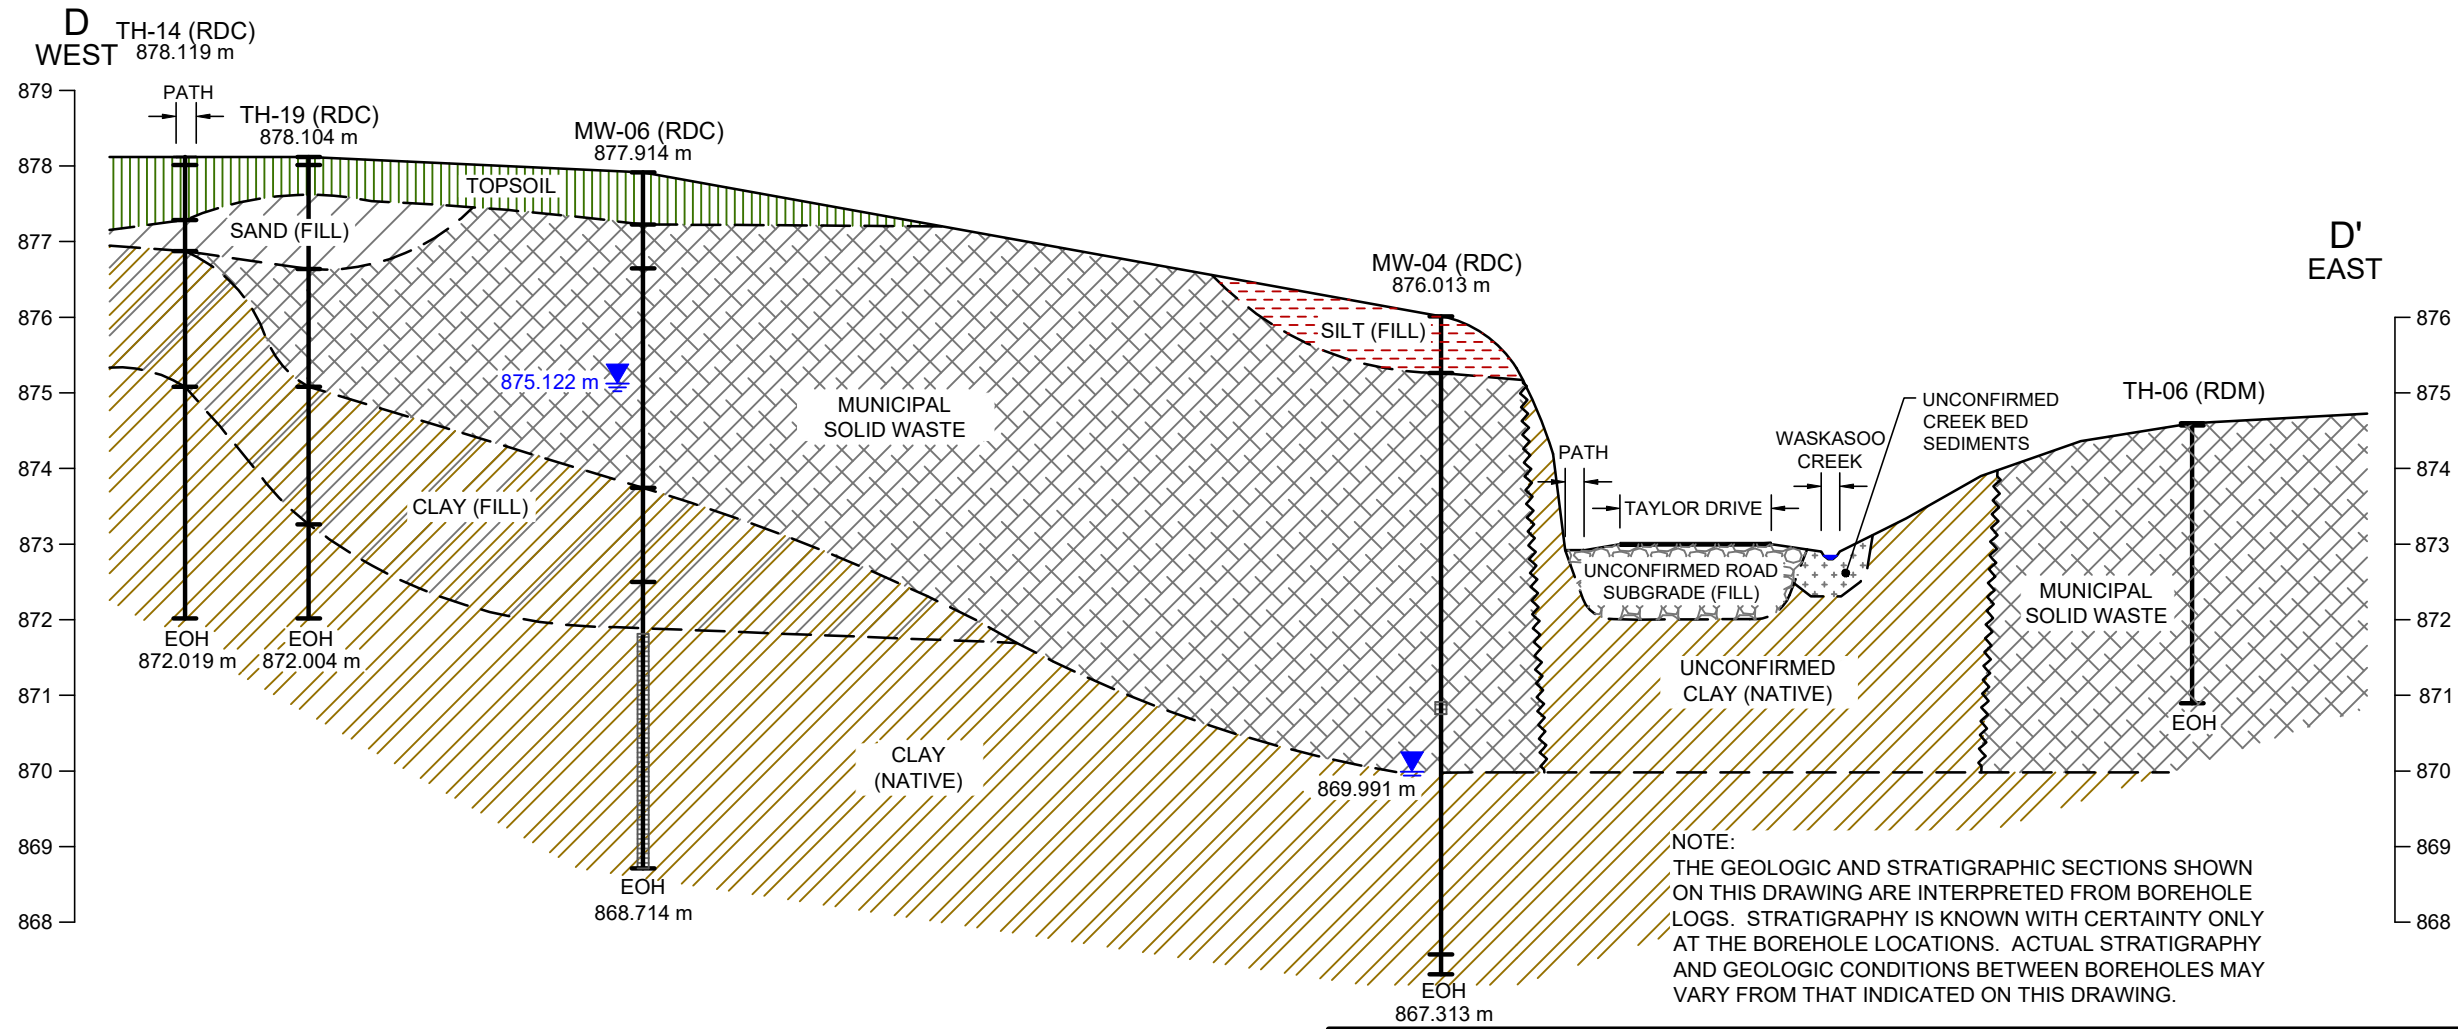 D
WEST
TH-14 (RDC)
878.119 m
PATH
TH-19 (RDC)
878.104 m
MW-06 (RDC)
877.914 m
MW-04 (RDC)
876.013 m
D'
EAST
TH-06 (RDM)
879
878
877
876
875
874
873
872
871
870
869
868
TOPSOIL
SAND (FILL)
SILT (FILL)
875.122 m
MUNICIPAL
SOLID WASTE
CLAY (FILL)
CLAY
(NATIVE)
869.991 m
PATH
TAYLOR DRIVE
WASKASOO
CREEK
UNCONFIRMED
CREEK BED
SEDIMENTS
UNCONFIRMED ROAD
SUBGRADE (FILL)
UNCONFIRMED
CLAY (NATIVE)
MUNICIPAL
SOLID WASTE
EOH
872.019 m
EOH
872.004 m
EOH
868.714 m
EOH
867.313 m
EOH
876
875
874
873
872
871
870
869
868
NOTE:
THE GEOLOGIC AND STRATIGRAPHIC SECTIONS SHOWN
ON THIS DRAWING ARE INTERPRETED FROM BOREHOLE
LOGS.  STRATIGRAPHY IS KNOWN WITH CERTAINTY ONLY
AT THE BOREHOLE LOCATIONS.  ACTUAL STRATIGRAPHY
AND GEOLOGIC CONDITIONS BETWEEN BOREHOLES MAY
VARY FROM THAT INDICATED ON THIS DRAWING.